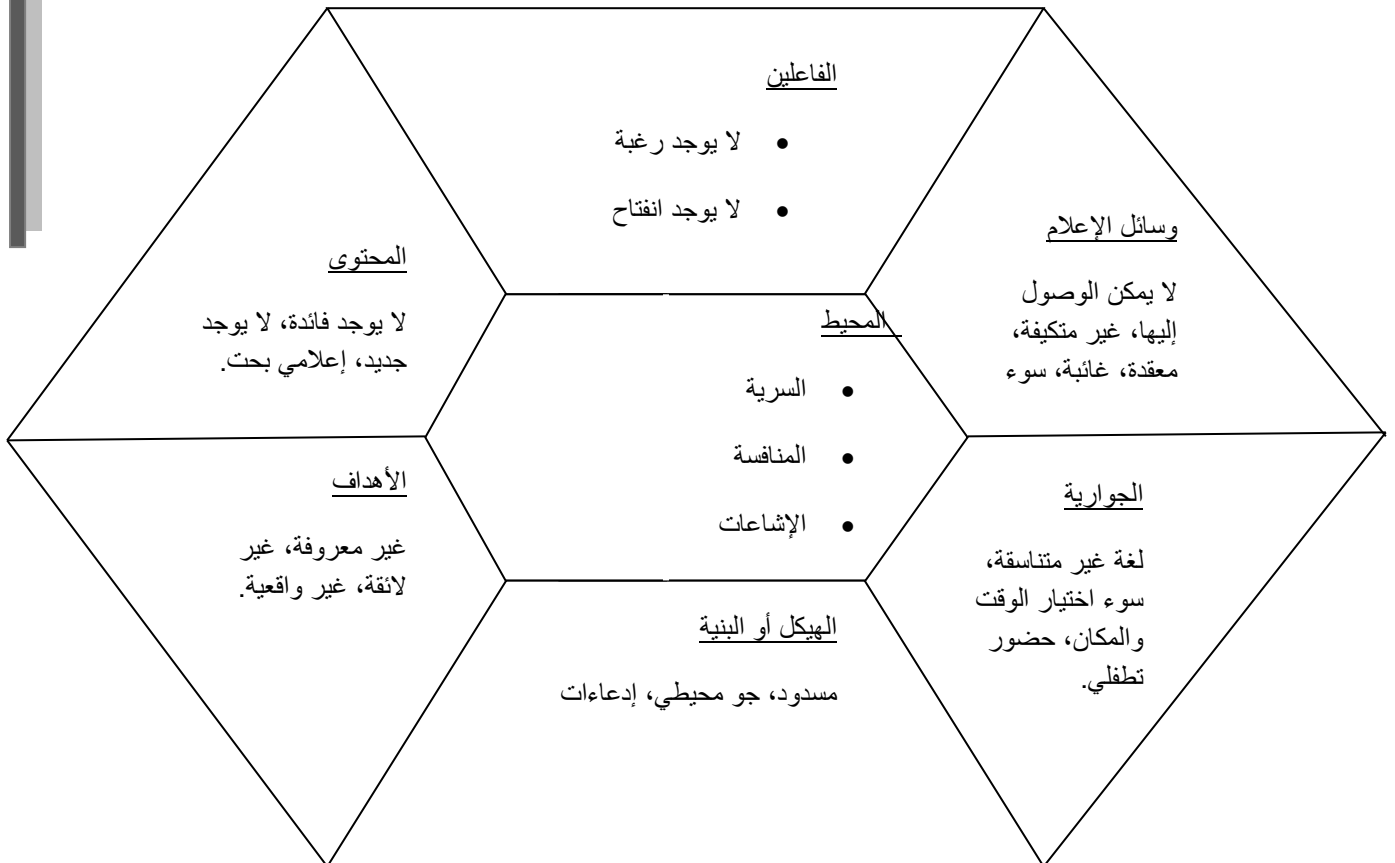 الفاعلين
• لا يوجد رغبة
• لا يوجد انفتاح
وسائل الإعلام
لا يمكن الوصول
إليها، غير متكيفة،
معقدة، غائبة، سوء
المحتوى
لا يوجد فائدة، لا يوجد
جديد، إعلامي بحت.
المحيط
• السرية
• المنافسة
• الإشاعات
الجوارية
لغة غير متناسقة،
سوء اختيار الوقت
والمكان، حضور
تطفلي.
الأهداف
غير معروفة، غير
لائقة، غير واقعية.
الهيكل أو البنية
مسدود، جو محيطي، إدعاءات